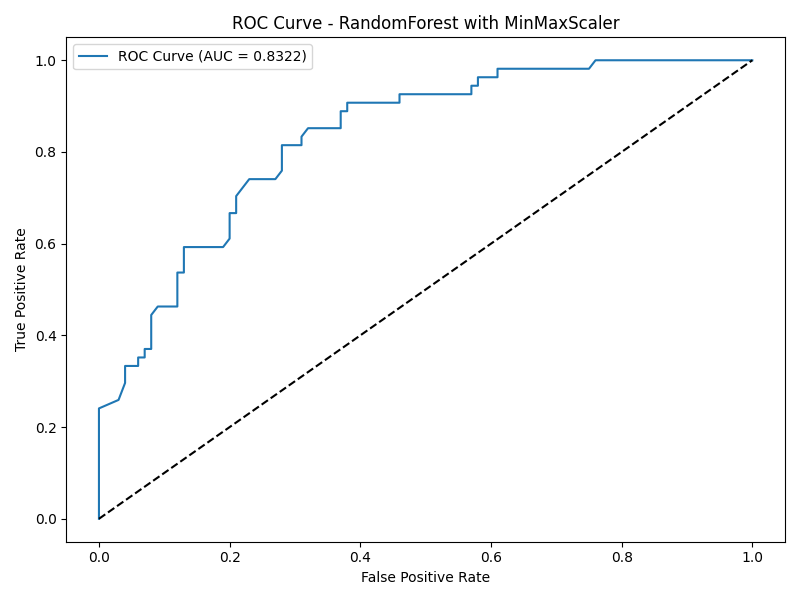 ROC Curve - RandomForest with MinMaxScaler
ROC Curve (AUC = 0.8322)
1.0
0.8
0.6
0.4
0.2
0.0
True Positive Rate
0.0 0.2 0.4 0.6 0.8 1.0
False Positive Rate